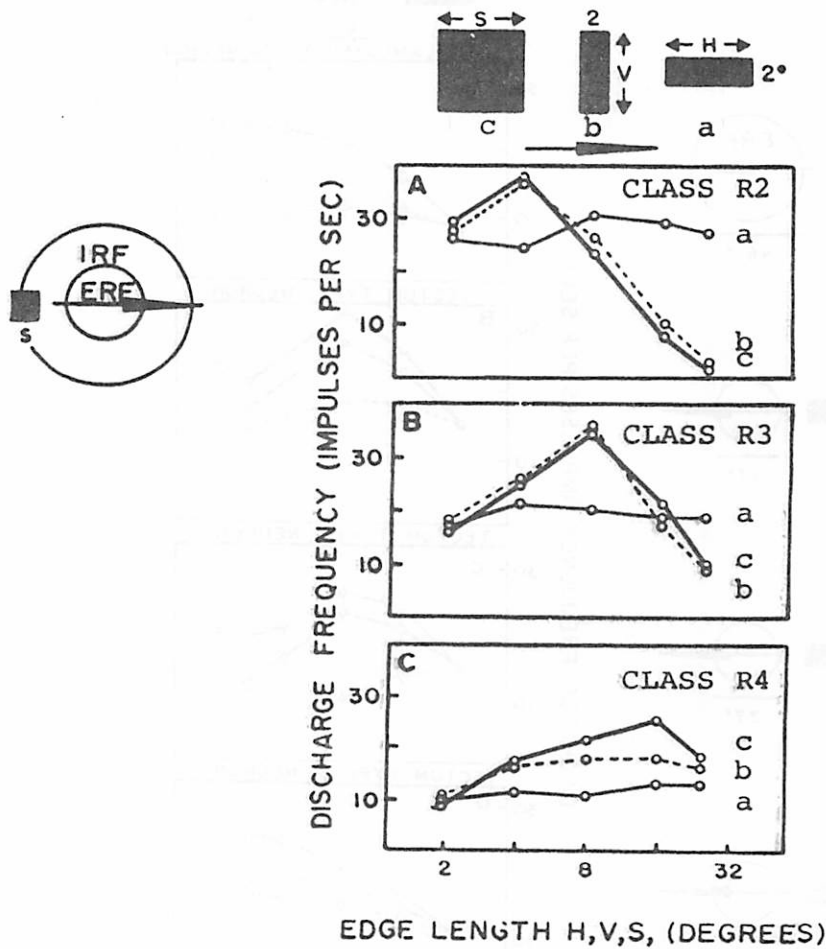 S
2
V
H
2°
c
b
a
IRF
ERF
S
DISCHARGE FREQUENCY (IMPULSES PER SEC)
A
CLASS R2
30
10
a
b
c
B
CLASS R3
30
10
a
c
b
C
CLASS R4
30
10
c
b
a
2
8
32
EDGE LENGTH H,V,S, (DEGREES)